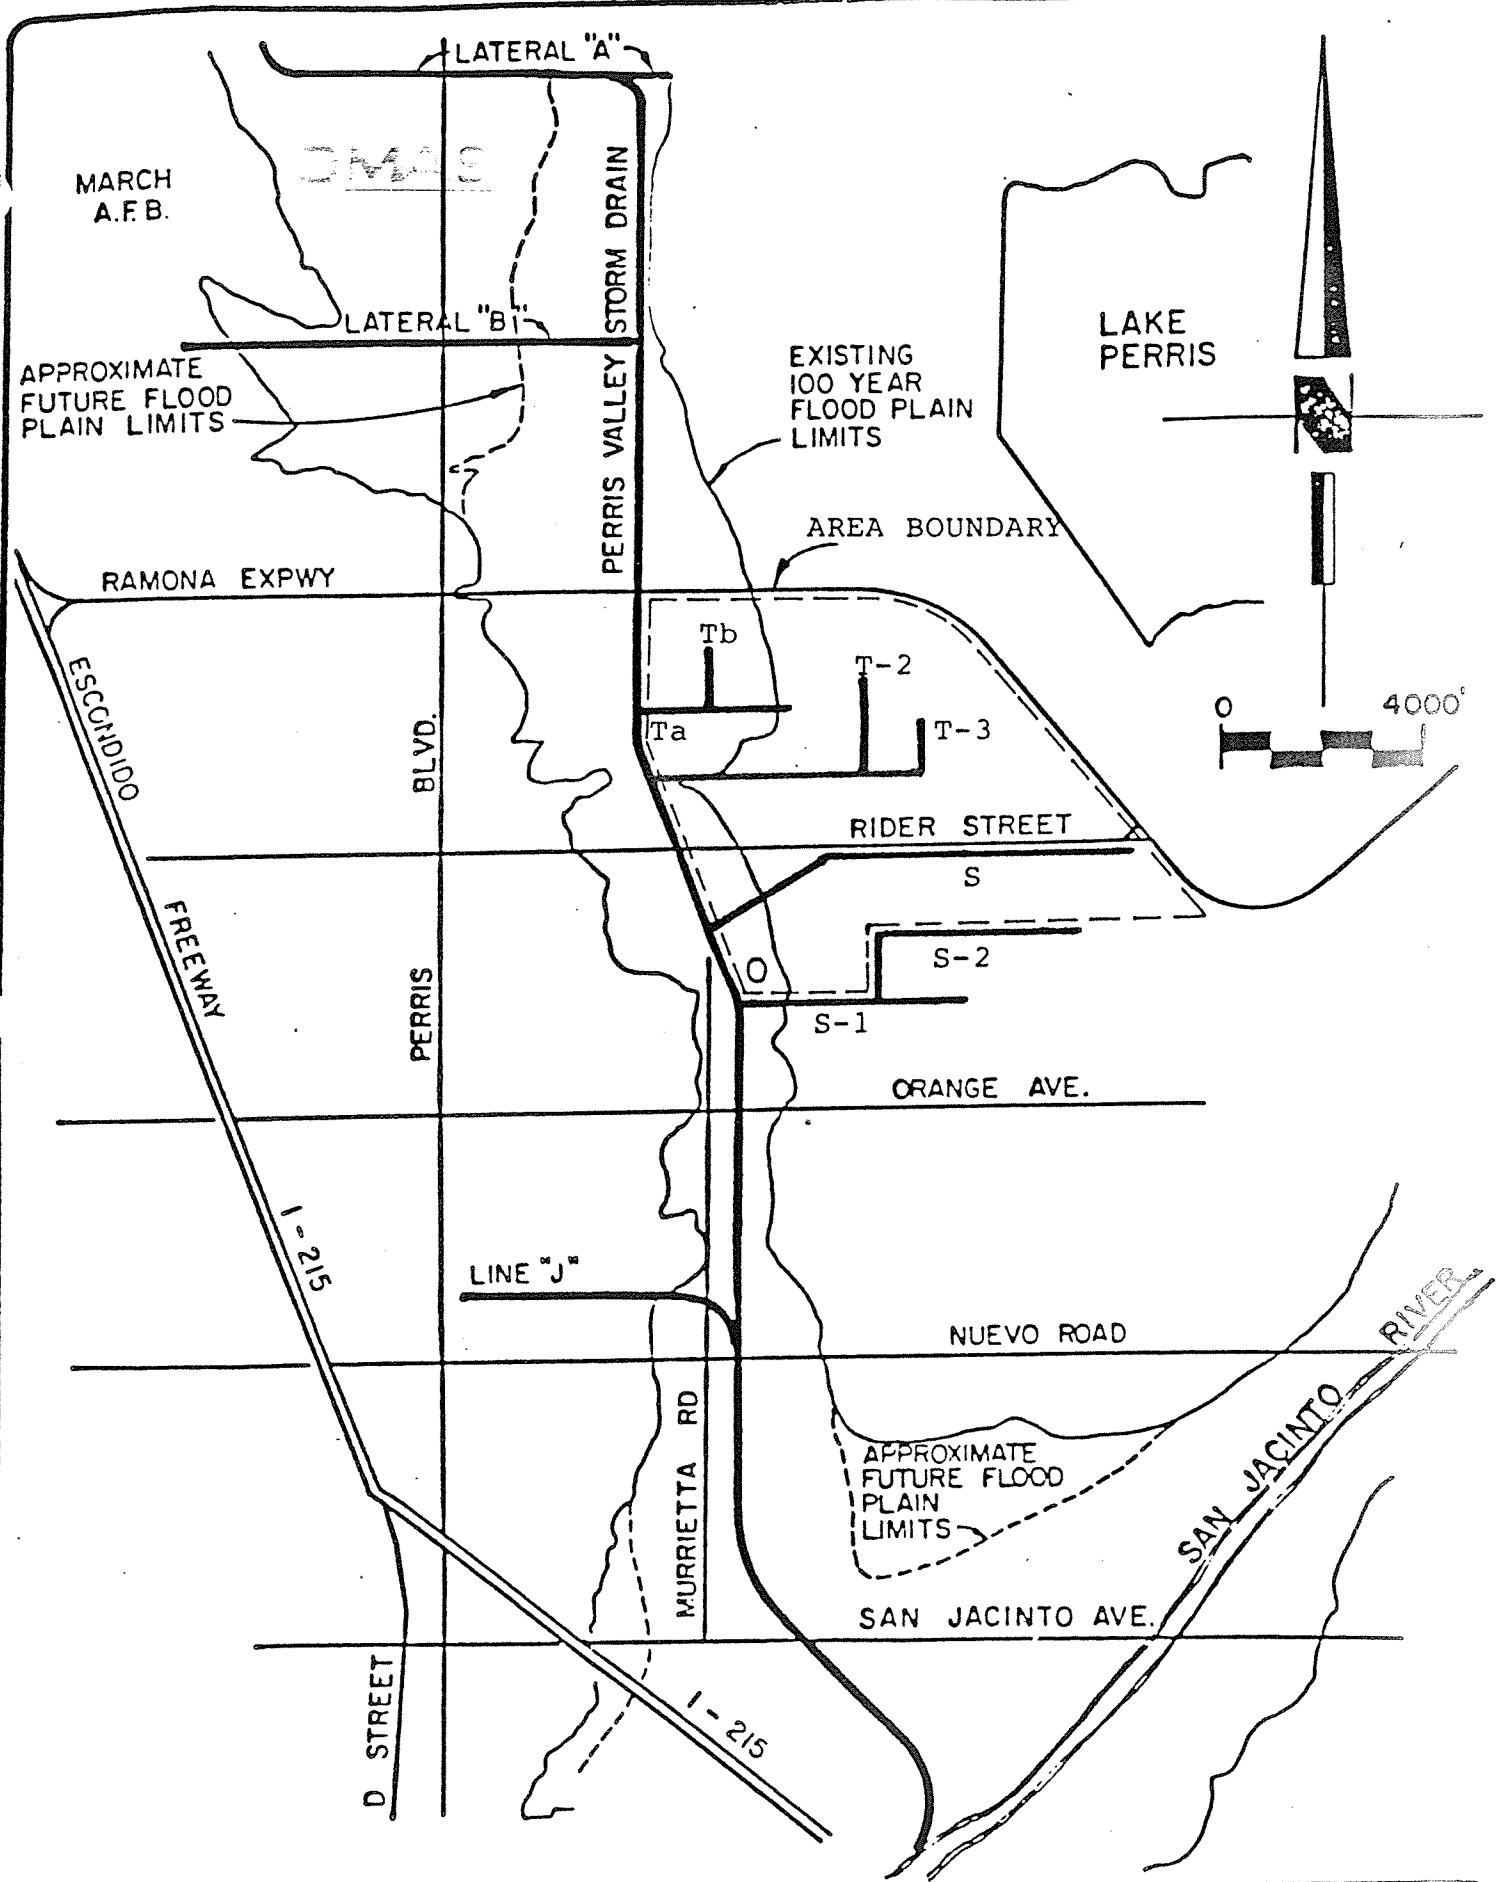 LATERAL "A"
MARCH
A.F.B.
PERRIS VALLEY STORM DRAIN
LATERAL "B"
APPROXIMATE
FUTURE FLOOD
PLAIN LIMITS
EXISTING
100 YEAR
FLOOD PLAIN
LIMITS
LAKE
PERRIS
AREA BOUNDARY
RAMONA EXPWY
Tb
T-2
Ta
T-3
0 4000'
ESCONDIDO
FREEWAY
PERRIS BLVD.
RIDER STREET
S
O
S-2
S-1
ORANGE AVE.
I-215
LINE "J"
NUEVO ROAD
SAN JACINTO RIVER
MURRIETTA RD
APPROXIMATE
FUTURE FLOOD
PLAIN
LIMITS
SAN JACINTO AVE.
D STREET
I-215